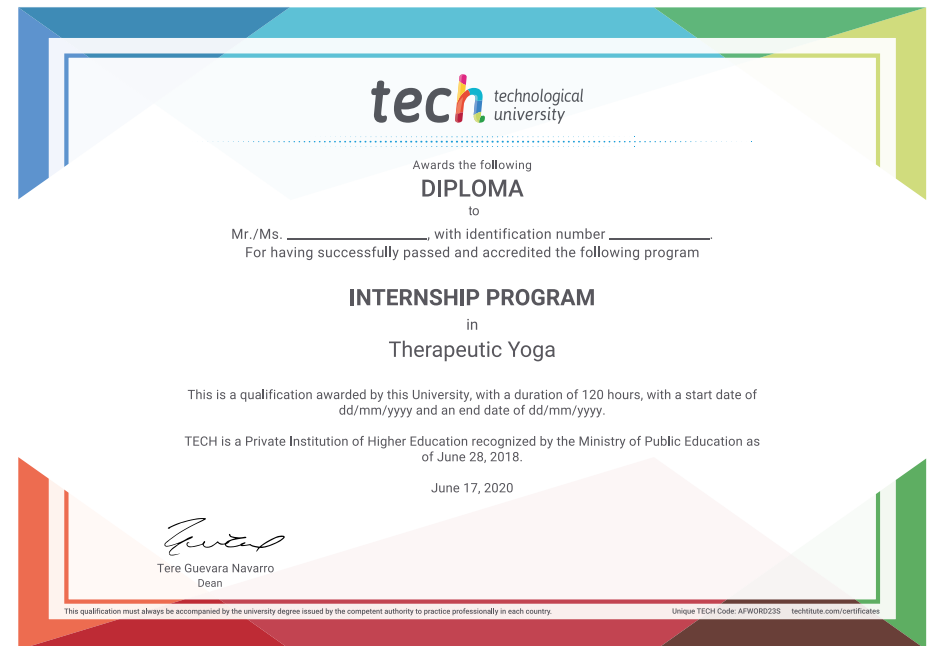 tech technological
university
Awards the following
DIPLOMA
to
Mr./Ms. ____________________, with identification number ______________.
For having successfully passed and accredited the following program
INTERNSHIP PROGRAM
in
Therapeutic Yoga
This is a qualification awarded by this University, with a duration of 120 hours, with a start date of
dd/mm/yyyy and an end date of dd/mm/yyyy.
TECH is a Private Institution of Higher Education recognized by the Ministry of Public Education as
of June 28, 2018.
June 17, 2020
Tere Guevara Navarro
Dean
This qualification must always be accompanied by the university degree issued by the competent authority to practice professionally in each country.
Unique TECH Code: AFWORD23S techtitute.com/certificates